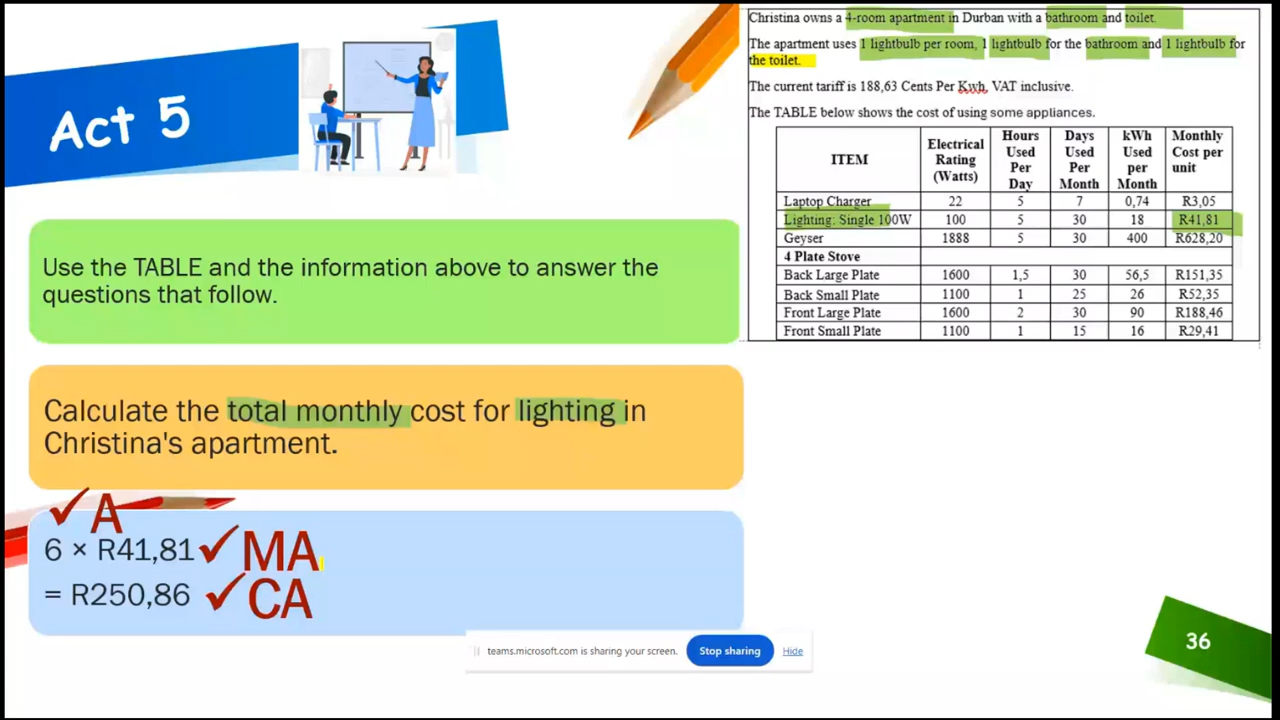 Act 5
Christina owns a 4-room apartment in Durban with a bathroom and toilet.
The apartment uses 1 lightbulb per room, 1 lightbulb for the bathroom and 1 lightbulb for
the toilet.
The current tariff is 188,63 Cents Per Kwh, VAT inclusive.
The TABLE below shows the cost of using some appliances.
ITEM Electrical Rating (Watts) Hours Used Per Day Days Used Per Month kWh Used per Month Monthly Cost per unit
Laptop Charger 22 5 7 0,74 R3,05
Lighting: Single 100W 100 5 30 18 R41,81
Geyser 1888 5 30 400 R628,20
4 Plate Stove
Back Large Plate 1600 1,5 30 56,5 R151,35
Back Small Plate 1100 1 25 26 R52,35
Front Large Plate 1600 2 30 90 R188,46
Front Small Plate 1100 1 15 16 R29,41
Use the TABLE and the information above to answer the
questions that follow.
Calculate the total monthly cost for lighting in
Christina's apartment.
✓A
6 × R41,81 ✓MA
= R250,86 ✓CA
teams.microsoft.com is sharing your screen. Stop sharing Hide
36